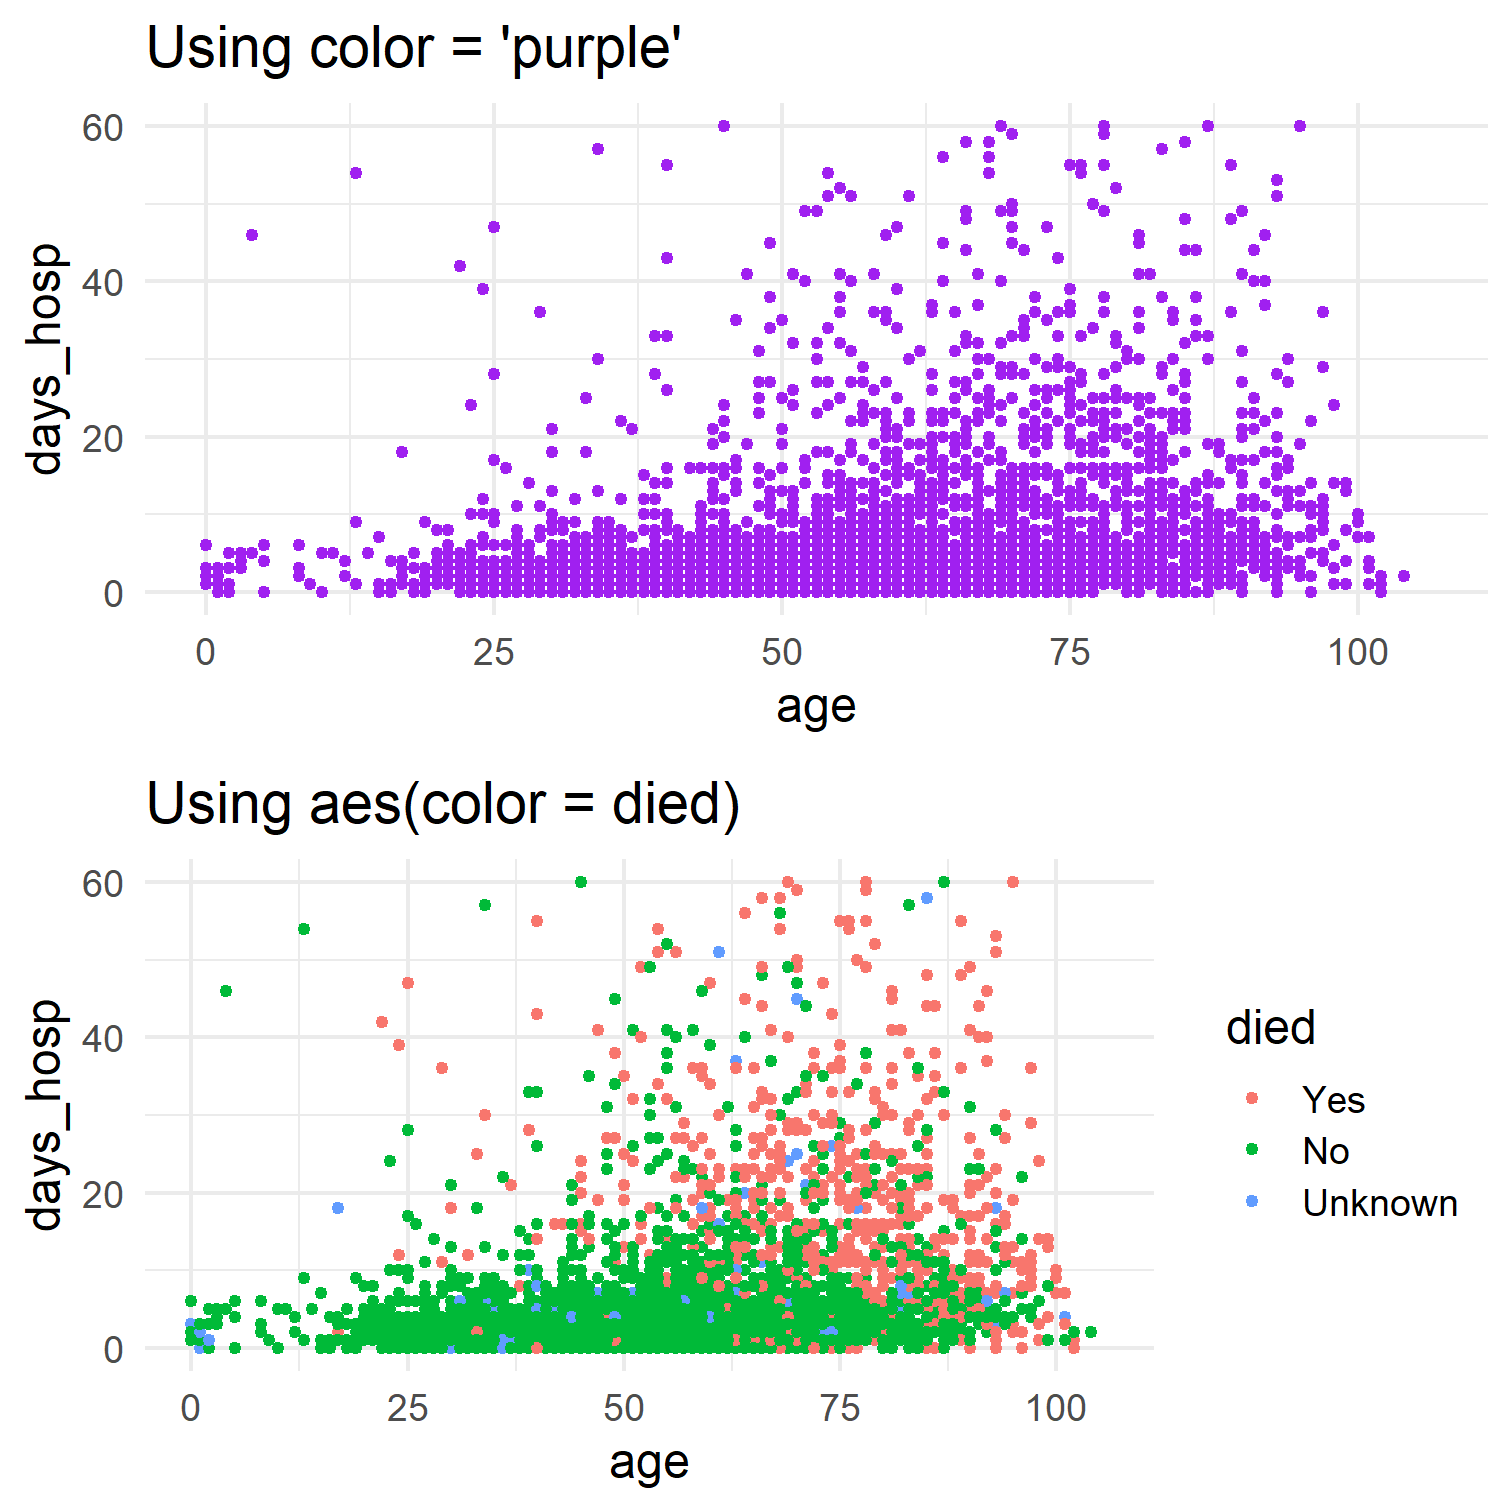 Using color = 'purple'
60
40
20
0
days_hosp
0 25 50 75 100
age
Using aes(color = died)
60
40
20
0
days_hosp
0 25 50 75 100
age
died
Yes
No
Unknown